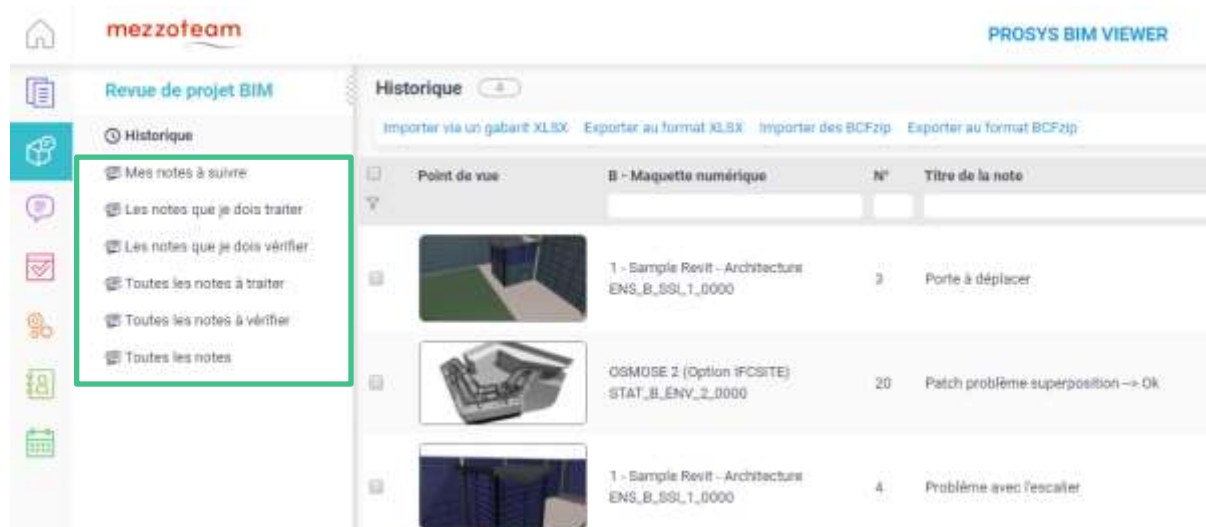 mezzoteam
PROSYS BIM VIEWER
Revue de projet BIM
Historique
Mes notes à suivre
Les notes que je dois traiter
Les notes que je dois vérifier
Toutes les notes à traiter
Toutes les notes à vérifier
Toutes les notes
Historique 4
Importer via un gabarit XLSX Exporter au format XLSX Importer des BCFzip Exporter au format BCFzip
Point de vue B - Maquette numérique N° Titre de la note
1 - Sample Revit - Architecture
ENS_B_SSI_1_0000
3 Porte à déplacer
OSMOSE 2 (Option IFCSITE)
STAT_B_ENV_2_0000
20 Patch problème superposition --> Ok
1 - Sample Revit - Architecture
ENS_B_SSI_1_0000
4 Problème avec l'escalier